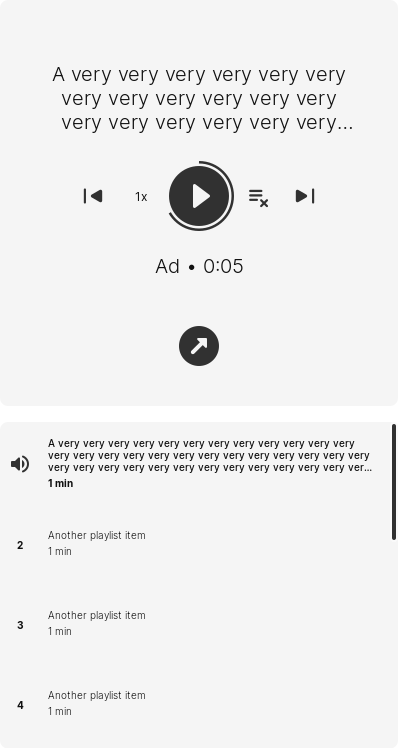 A very very very very very very
very very very very very very
very very very very very very...
1x
Ad • 0:05
A very very very very very very very very very very very very
very very very very very very very very very very very very very
very very very very very very very very very very very very ver...
1 min
2
Another playlist item
1 min
3
Another playlist item
1 min
4
Another playlist item
1 min